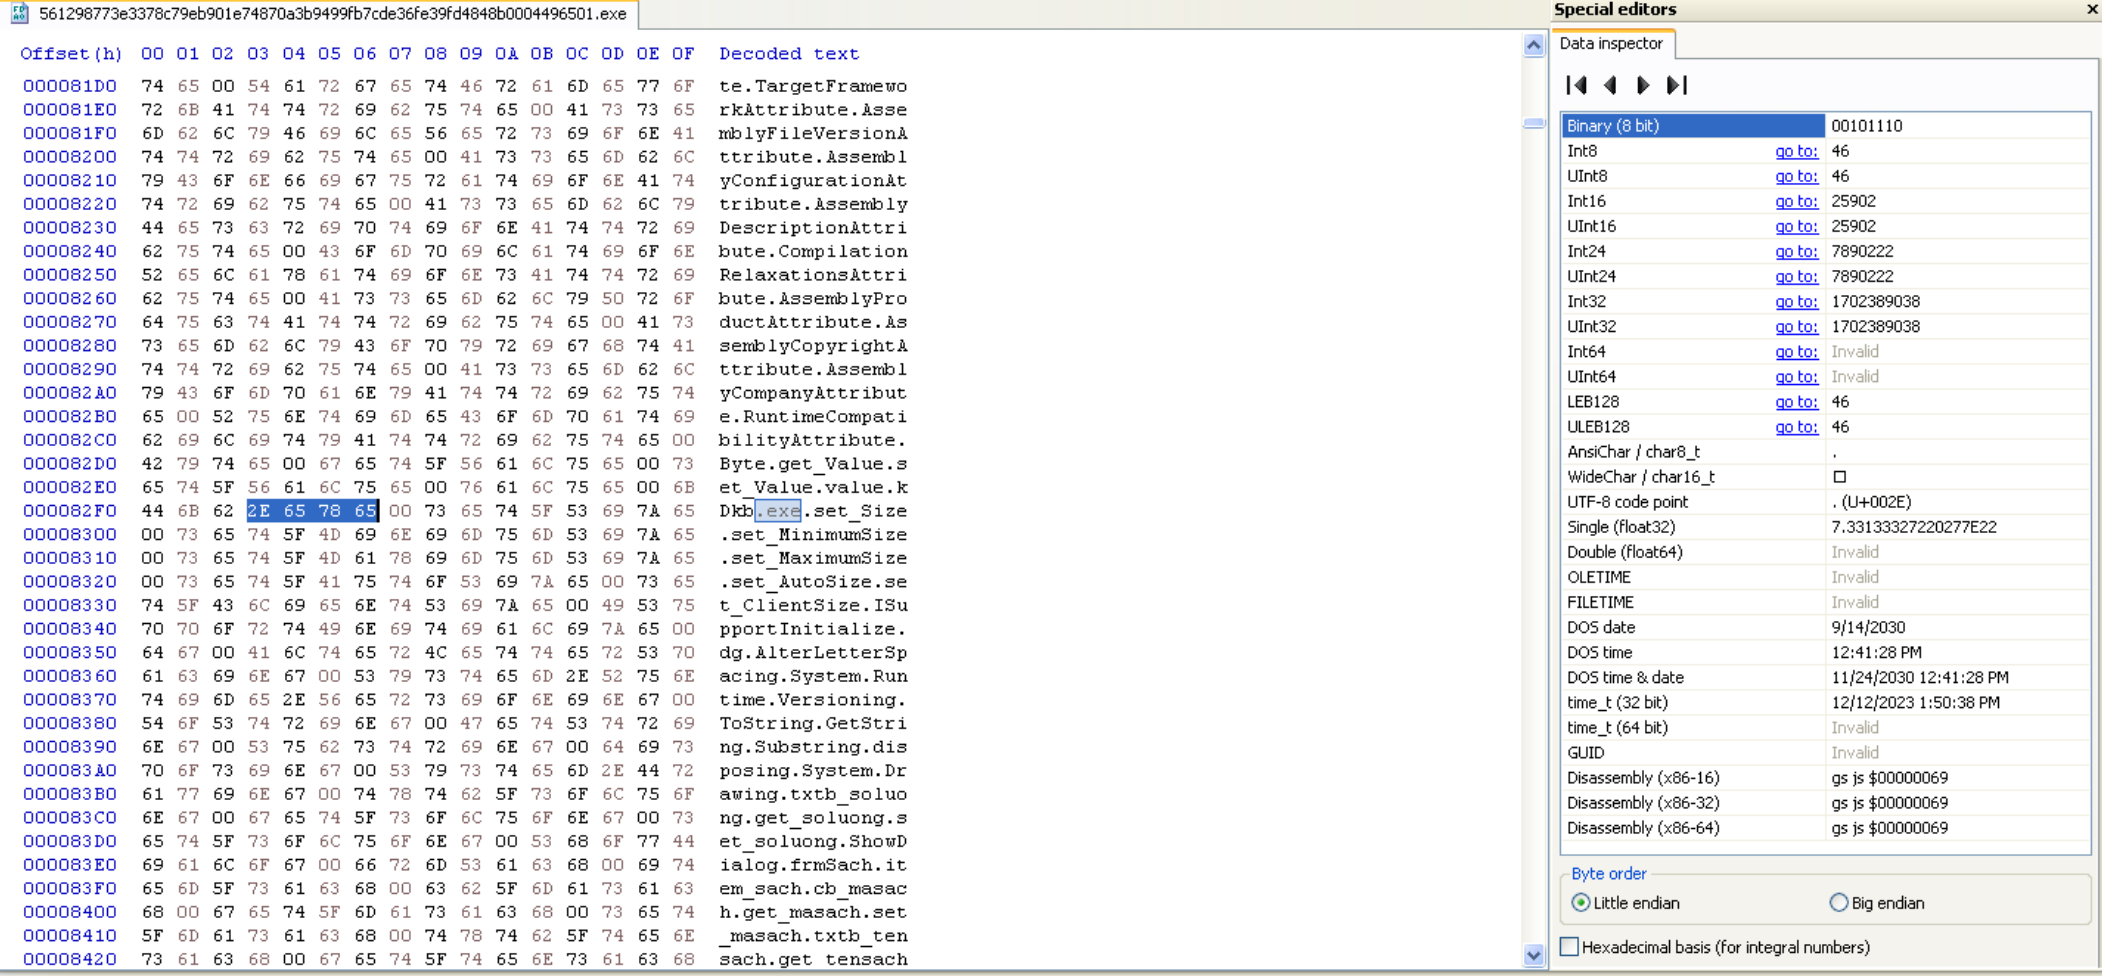 561298773e3378c79eb901e74870a3b9499fb7cde36fe39fd4848b0004496501.exe
Offset(h) 00 01 02 03 04 05 06 07 08 09 0A 0B 0C 0D 0E 0F Decoded text
000081D0 74 65 00 54 61 72 67 65 74 46 72 61 6D 65 77 6F te.TargetFramewo
000081E0 72 6B 41 74 74 72 69 62 75 74 65 00 41 73 73 65 rkAttribute.Asse
000081F0 6D 62 6C 79 46 69 6C 65 56 65 72 73 69 6F 6E 41 mblyFileVersionA
00008200 74 74 72 69 62 75 74 65 00 41 73 73 65 6D 62 6C ttribute.Assembl
00008210 79 43 6F 6E 66 69 67 75 72 61 74 69 6F 6E 41 74 yConfigurationAt
00008220 74 72 69 62 75 74 65 00 41 73 73 65 6D 62 6C 79 tribute.Assembly
00008230 44 65 73 63 72 69 70 74 69 6F 6E 41 74 74 72 69 DescriptionAttri
00008240 62 75 74 65 00 43 6F 6D 70 69 6C 61 74 69 6F 6E bute.Compilation
00008250 52 65 6C 61 78 61 74 69 6F 6E 73 41 74 74 72 69 RelaxationsAttri
00008260 62 75 74 65 00 41 73 73 65 6D 62 6C 79 50 72 6F bute.AssemblyPro
00008270 64 75 63 74 41 74 74 72 69 62 75 74 65 00 41 73 ductAttribute.As
00008280 73 65 6D 62 6C 79 43 6F 70 79 72 69 67 68 74 41 semblyCopyrightA
00008290 74 74 72 69 62 75 74 65 00 41 73 73 65 6D 62 6C ttribute.Assembl
000082A0 79 43 6F 6D 70 61 6E 79 41 74 74 72 69 62 75 74 yCompanyAttribut
000082B0 65 00 52 75 6E 74 69 6D 65 43 6F 6D 70 61 74 69 e.RuntimeCompati
000082C0 62 69 6C 69 74 79 41 74 74 72 69 62 75 74 65 00 bilityAttribute.
000082D0 42 79 74 65 00 67 65 74 5F 56 61 6C 75 65 00 73 Byte.get_Value.s
000082E0 65 74 5F 56 61 6C 75 65 00 76 61 6C 75 65 00 6B et_Value.value.k
000082F0 44 6B 62 2E 65 78 65 00 73 65 74 5F 53 69 7A 65 Dkb.exe.set_Size
00008300 00 73 65 74 5F 4D 69 6E 69 6D 75 6D 53 69 7A 65 .set_MinimumSize
00008310 00 73 65 74 5F 4D 61 78 69 6D 75 6D 53 69 7A 65 .set_MaximumSize
00008320 00 73 65 74 5F 41 75 74 6F 53 69 7A 65 00 73 65 .set_AutoSize.se
00008330 74 5F 43 6C 69 65 6E 74 53 69 7A 65 00 49 53 75 t_ClientSize.ISu
00008340 70 70 6F 72 74 49 6E 69 74 69 61 6C 69 7A 65 00 pportInitialize.
00008350 64 67 00 41 6C 74 65 72 4C 65 74 74 65 72 53 70 dg.AlterLetterSp
00008360 61 63 69 6E 67 00 53 79 73 74 65 6D 2E 52 75 6E acing.System.Run
00008370 74 69 6D 65 2E 56 65 72 73 69 6F 6E 69 6E 67 00 time.Versioning.
00008380 54 6F 53 74 72 69 6E 67 00 47 65 74 53 74 72 69 ToString.GetStri
00008390 6E 67 00 53 75 62 73 74 72 69 6E 67 00 64 69 73 ng.Substring.dis
000083A0 70 6F 73 69 6E 67 00 53 79 73 74 65 6D 2E 44 72 posing.System.Dr
000083B0 61 77 69 6E 67 00 74 78 74 62 5F 73 6F 6C 75 6F awing.txtb_soluo
000083C0 6E 67 00 67 65 74 5F 73 6F 6C 75 6F 6E 67 00 73 ng.get_soluong.s
000083D0 65 74 5F 73 6F 6C 75 6F 6E 67 00 53 68 6F 77 44 et_soluong.ShowD
000083E0 69 61 6C 6F 67 00 66 72 6D 53 61 63 68 00 69 74 ialog.frmSach.it
000083F0 65 6D 5F 73 61 63 68 00 63 62 5F 6D 61 73 61 63 em_sach.cb_masac
00008400 68 00 67 65 74 5F 6D 61 73 61 63 68 00 73 65 74 h.get_masach.set
00008410 5F 6D 61 73 61 63 68 00 74 78 74 62 5F 74 65 6E _masach.txtb_ten
00008420 73 61 63 68 00 67 65 74 5F 74 65 6E 73 61 63 68 sach.get_tensach
Special editors
Data inspector
Binary (8 bit) 00101110
Int8 go to: 46
UInt8 go to: 46
Int16 go to: 25902
UInt16 go to: 25902
Int24 go to: 7890222
UInt24 go to: 7890222
Int32 go to: 1702389038
UInt32 go to: 1702389038
Int64 go to: Invalid
UInt64 go to: Invalid
LEB128 go to: 46
ULEB128 go to: 46
AnsiChar / char8_t .
WideChar / char16_t □
UTF-8 code point . (U+002E)
Single (float32) 7.33133327220277E22
Double (float64) Invalid
OLETIME Invalid
FILETIME Invalid
DOS date 9/14/2030
DOS time 12:41:28 PM
DOS time & date 11/24/2030 12:41:28 PM
time_t (32 bit) 12/12/2023 1:50:38 PM
time_t (64 bit) Invalid
GUID Invalid
Disassembly (x86-16) gs js $00000069
Disassembly (x86-32) gs js $00000069
Disassembly (x86-64) gs js $00000069
Byte order
Little endian Big endian
Hexadecimal basis (for integral numbers)